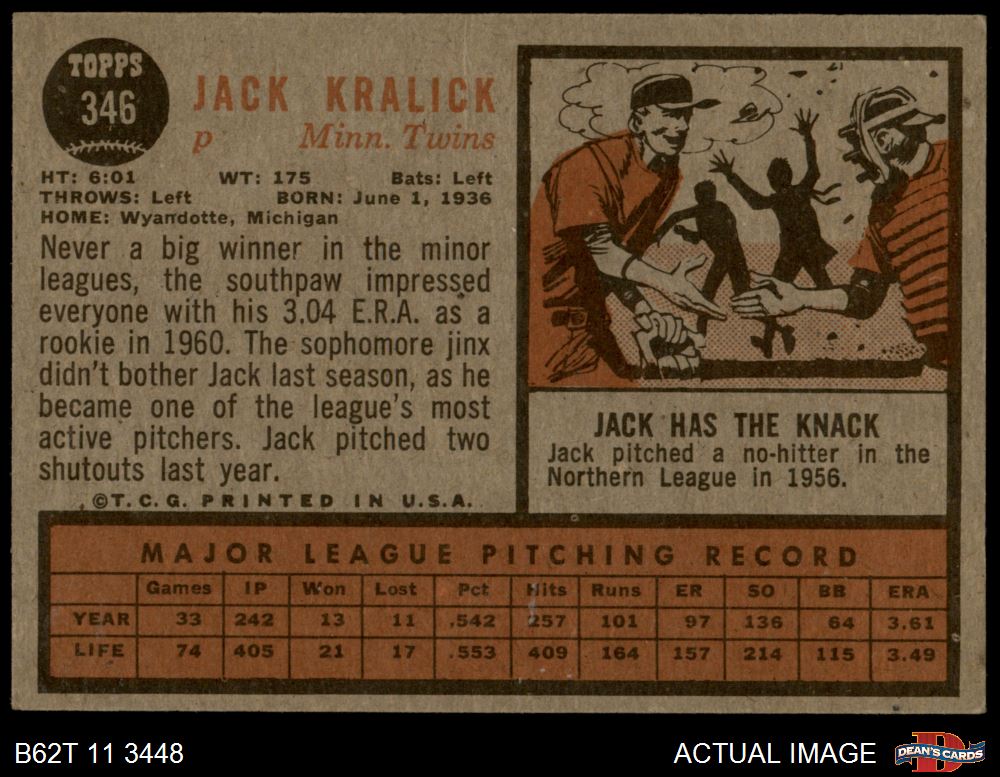 TOPPS
346
JACK KRALICK
p Minn. Twins
HT: 6:01 WT: 175 Bats: Left
THROWS: Left BORN: June 1, 1936
HOME: Wyandotte, Michigan
Never a big winner in the minor
leagues, the southpaw impressed
everyone with his 3.04 E.R.A. as a
rookie in 1960. The sophomore jinx
didn't bother Jack last season, as he
became one of the league's most
active pitchers. Jack pitched two
shutouts last year.
©T.C.G. PRINTED IN U.S.A.
JACK HAS THE KNACK
Jack pitched a no-hitter in the
Northern League in 1956.
MAJOR LEAGUE PITCHING RECORD
Games IP Won Lost Pct Hits Runs ER SO BB ERA
YEAR 33 242 13 11 .542 257 101 97 136 64 3.61
LIFE 74 405 21 17 .553 409 164 157 214 115 3.49
B62T 11 3448 ACTUAL IMAGE DEAN'S CARDS